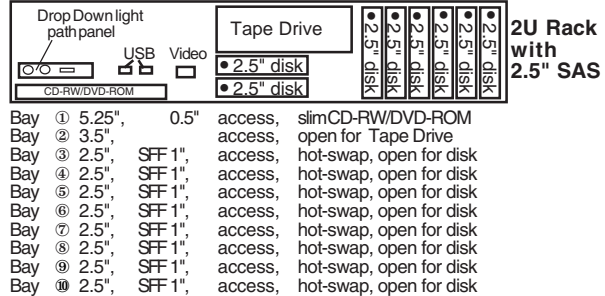 Drop Down light
path panel
USB
Video
CD-RW/DVD-ROM
Tape Drive
2.5" disk
2.5" disk
2.5" disk
2.5" disk
2.5" disk
2.5" disk
2.5" disk
2.5" disk
2U Rack
with
2.5" SAS
Bay ① 5.25", 0.5" access, slimCD-RW/DVD-ROM
Bay ② 3.5", access, open for Tape Drive
Bay ③ 2.5", SFF 1", access, hot-swap, open for disk
Bay ④ 2.5", SFF 1", access, hot-swap, open for disk
Bay ⑤ 2.5", SFF 1", access, hot-swap, open for disk
Bay ⑥ 2.5", SFF 1", access, hot-swap, open for disk
Bay ⑦ 2.5", SFF 1", access, hot-swap, open for disk
Bay ⑧ 2.5", SFF 1", access, hot-swap, open for disk
Bay ⑨ 2.5", SFF 1", access, hot-swap, open for disk
Bay ⑩ 2.5", SFF 1", access, hot-swap, open for disk